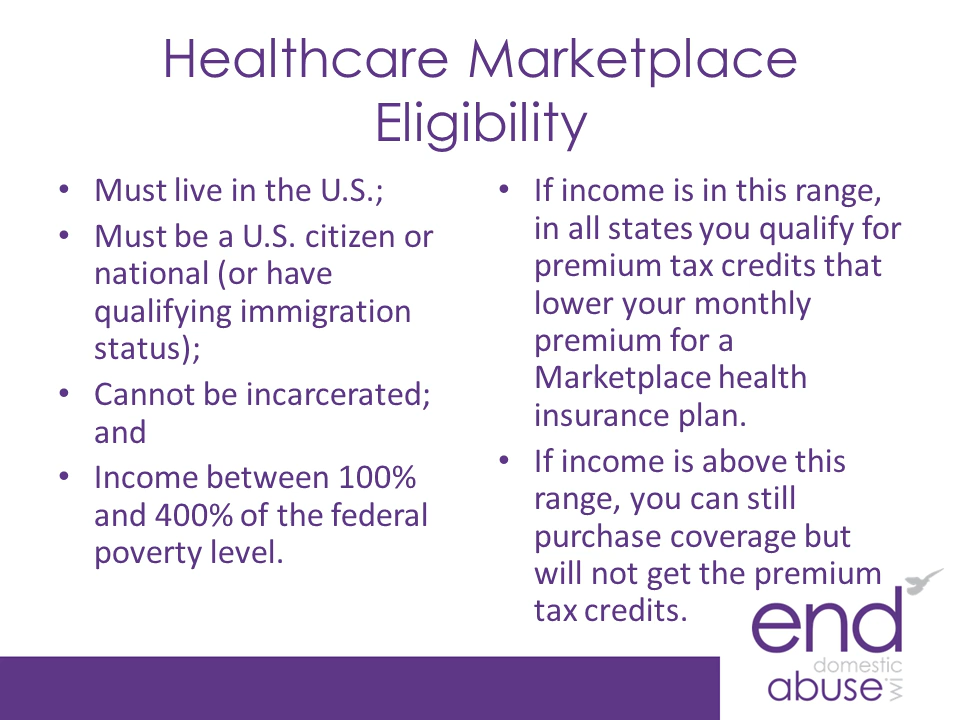 Healthcare Marketplace
Eligibility
• Must live in the U.S.;
• Must be a U.S. citizen or
national (or have
qualifying immigration
status);
• Cannot be incarcerated;
and
• Income between 100%
and 400% of the federal
poverty level.
• If income is in this range,
in all states you qualify for
premium tax credits that
lower your monthly
premium for a
Marketplace health
insurance plan.
• If income is above this
range, you can still
purchase coverage but
will not get the premium
tax credits.
end
domestic
abuse
wi